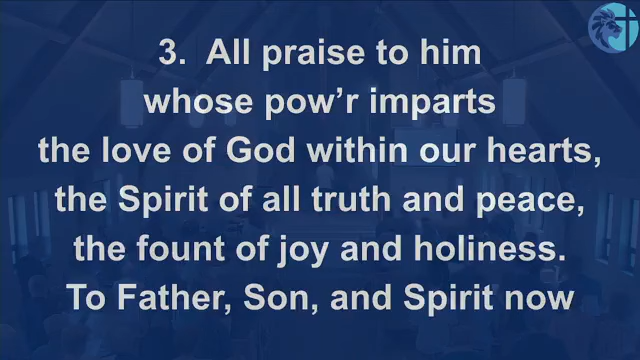 3. All praise to him
whose pow'r imparts
the love of God within our hearts,
the Spirit of all truth and peace,
the fount of joy and holiness.
To Father, Son, and Spirit now